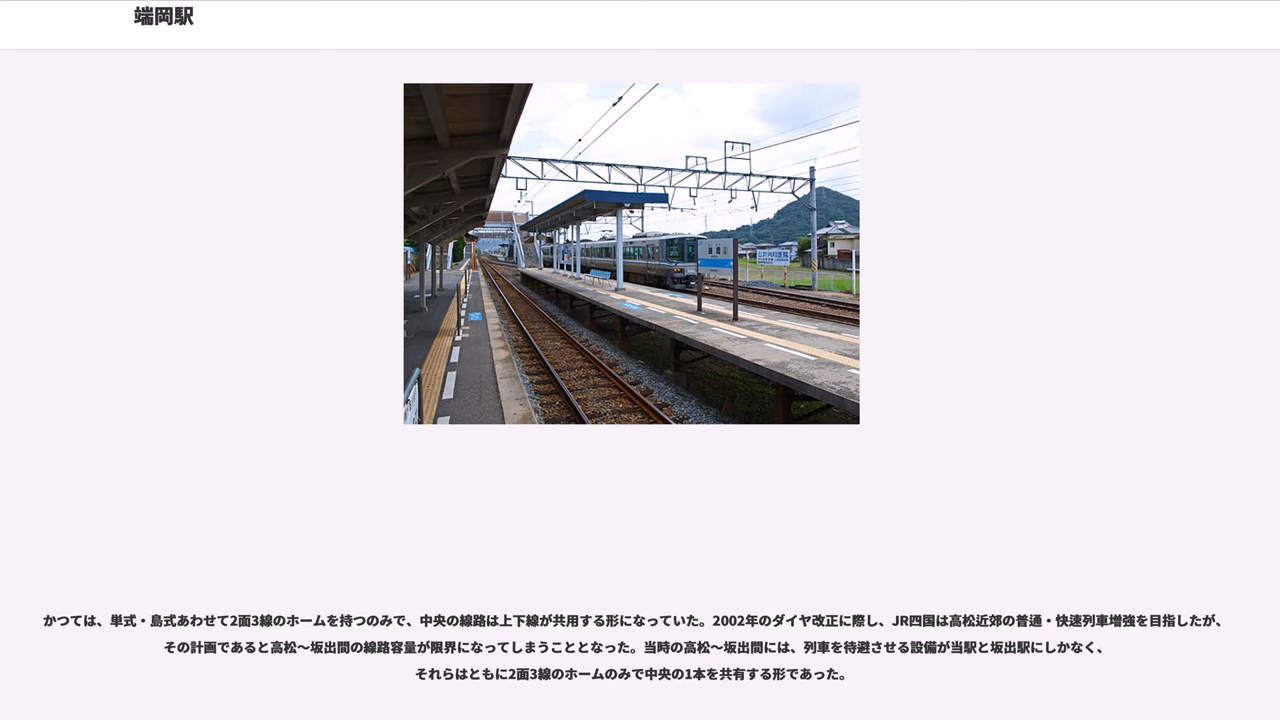 端岡駅
端岡
かつては、単式・島式あわせて2面3線のホームを持つのみで、中央の線路は上下線が共用する形になっていた。2002年のダイヤ改正に際し、JR四国は高松近郊の普通・快速列車増強を目指したが、
その計画であると高松〜坂出間の線路容量が限界になってしまうこととなった。当時の高松〜坂出間には、列車を待避させる設備が当駅と坂出駅にしかなく、
それらはともに2面3線のホームのみで中央の1本を共有する形であった。